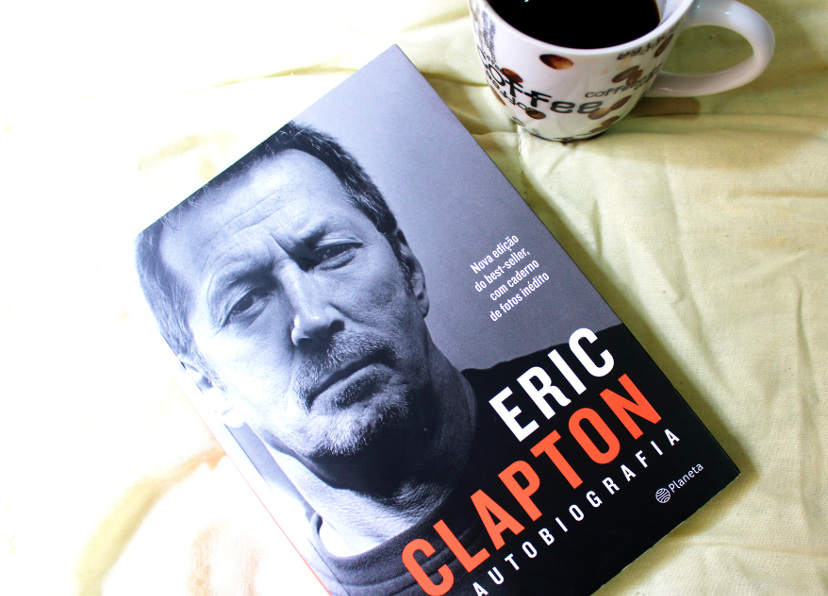 coffee
coffee
Nova edição
do best-seller,
com caderno
de fotos inédito
ERIC
CLAPTON
AUTOBIOGRAFIA
Planeta